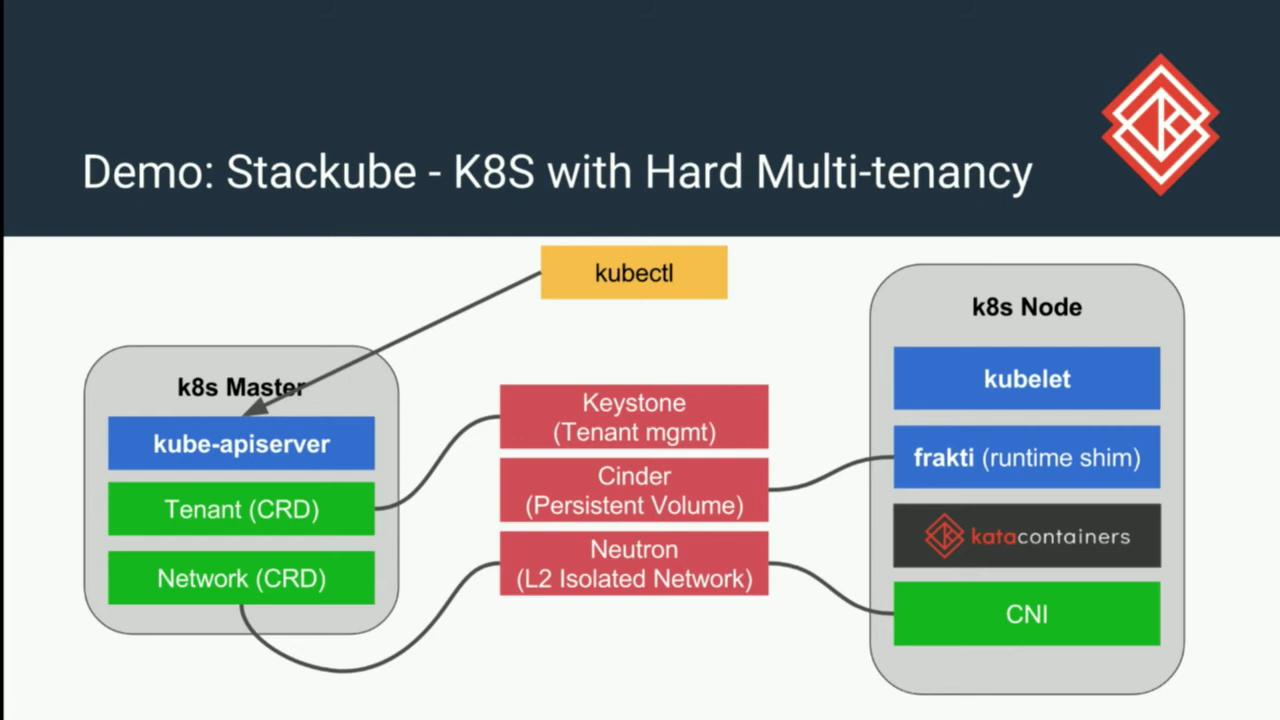 Demo: Stackube - K8S with Hard Multi-tenancy
kubectl
k8s Master
kube-apiserver
Tenant (CRD)
Network (CRD)
Keystone
(Tenant mgmt)
Cinder
(Persistent Volume)
Neutron
(L2 Isolated Network)
k8s Node
kubelet
frakti (runtime shim)
katacontainers
CNI